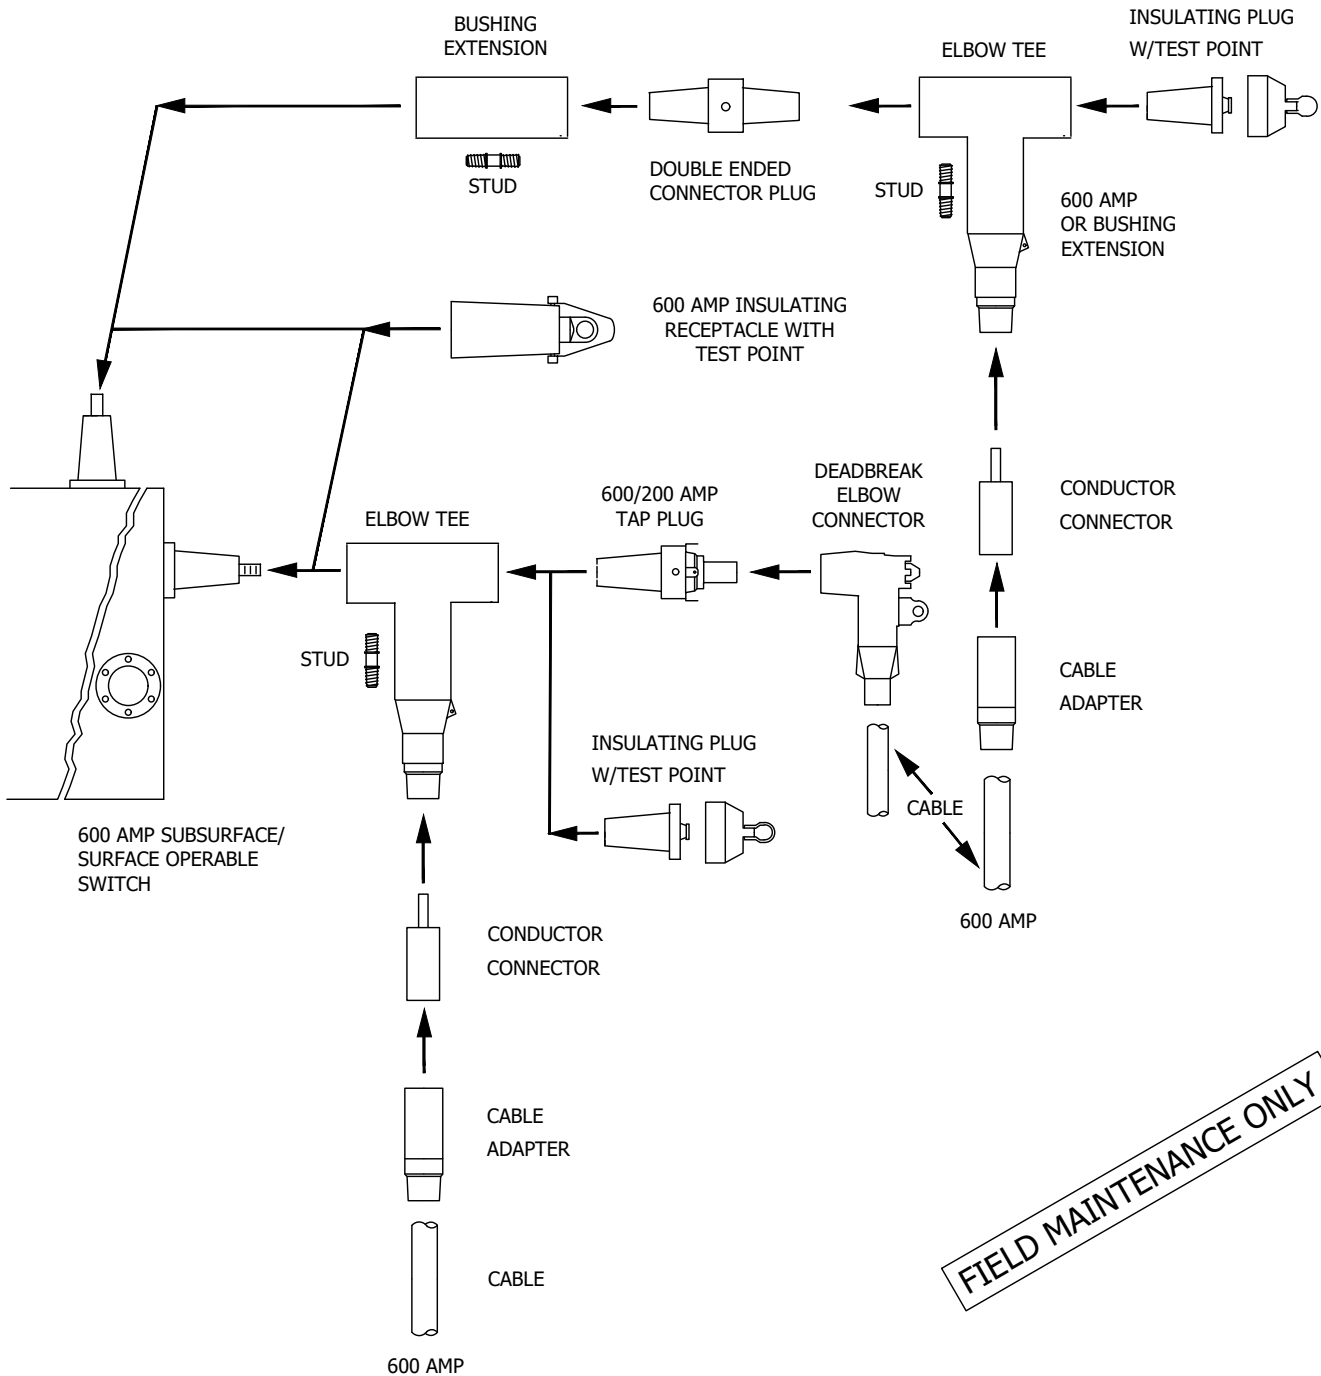 BUSHING
EXTENSION
ELBOW TEE
INSULATING PLUG
W/TEST POINT
STUD
DOUBLE ENDED
CONNECTOR PLUG
STUD
600 AMP
OR BUSHING
EXTENSION
600 AMP INSULATING
RECEPTACLE WITH
TEST POINT
ELBOW TEE
600/200 AMP
TAP PLUG
DEADBREAK
ELBOW
CONNECTOR
CONDUCTOR
CONNECTOR
STUD
CABLE
ADAPTER
INSULATING PLUG
W/TEST POINT
CABLE
600 AMP SUBSURFACE/
SURFACE OPERABLE
SWITCH
600 AMP
CONDUCTOR
CONNECTOR
CABLE
ADAPTER
FIELD MAINTENANCE ONLY
CABLE
600 AMP